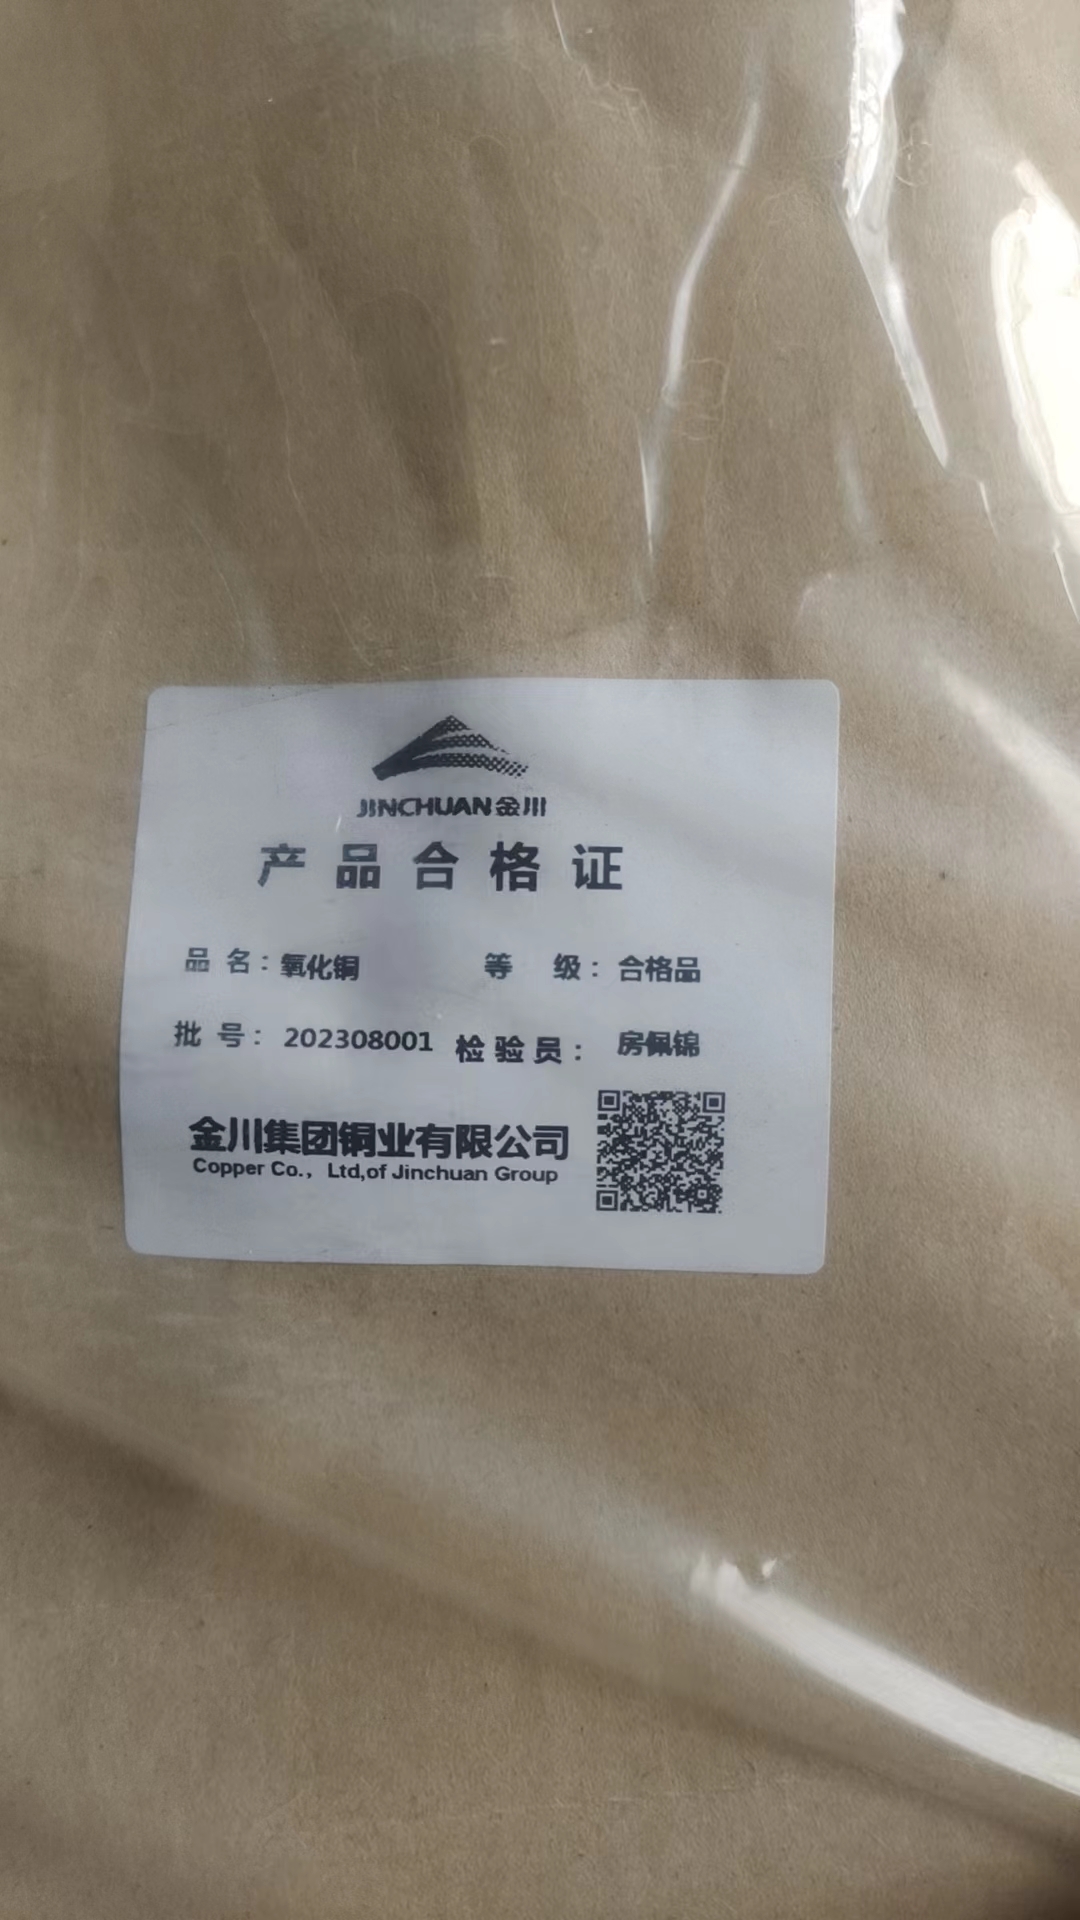 JINCHUAN金川
产品合格证
品名：氧化铜 等级：合格品
批号：202308001 检验员：房佩锦
金川集团铜业有限公司
Copper Co., Ltd,of Jinchuan Group